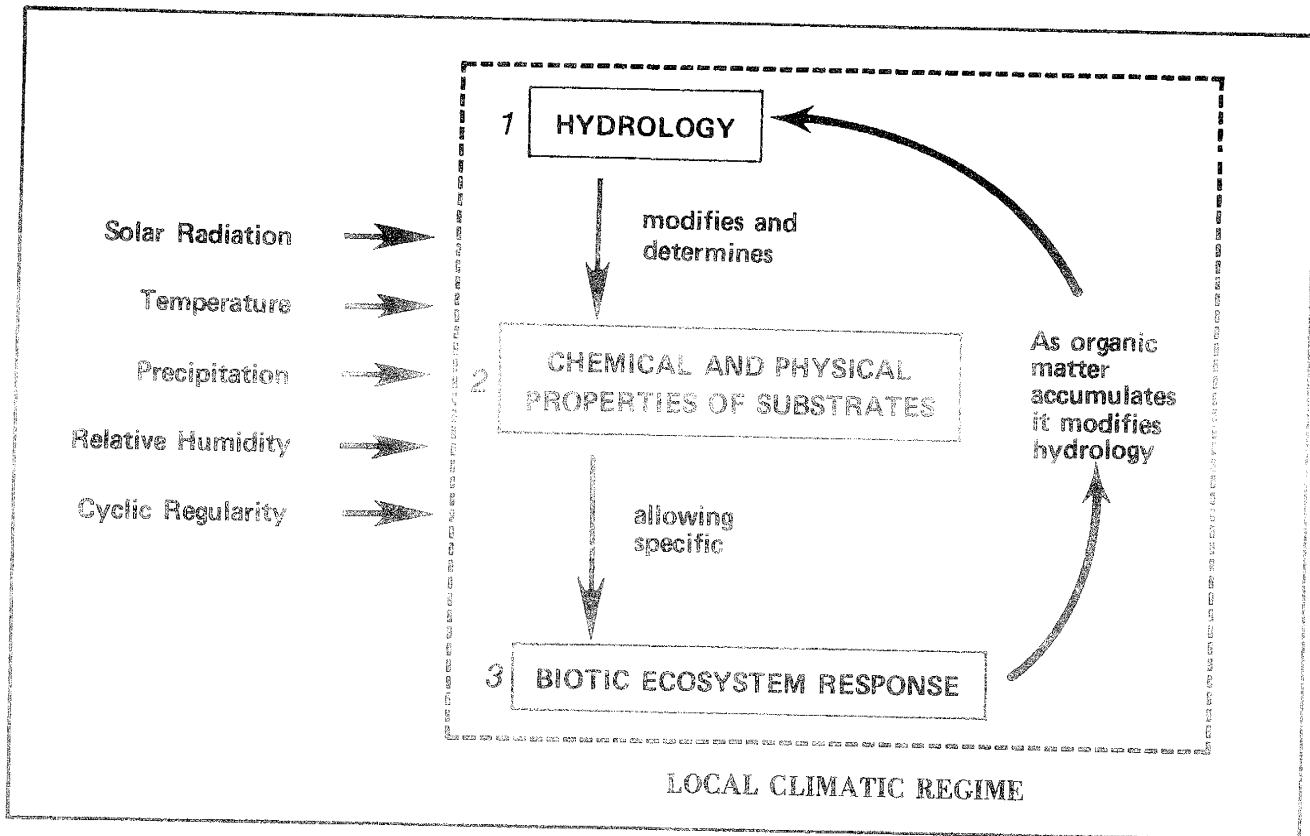 1 HYDROLOGY
modifies and
determines
Solar Radiation
Temperature
Precipitation
Relative Humidity
Cyclic Regularity
2 CHEMICAL AND PHYSICAL
PROPERTIES OF SUBSTRATES
As organic
matter
accumulates
it modifies
hydrology
allowing
specific
3 BIOTIC ECOSYSTEM RESPONSE
LOCAL CLIMATIC REGIME